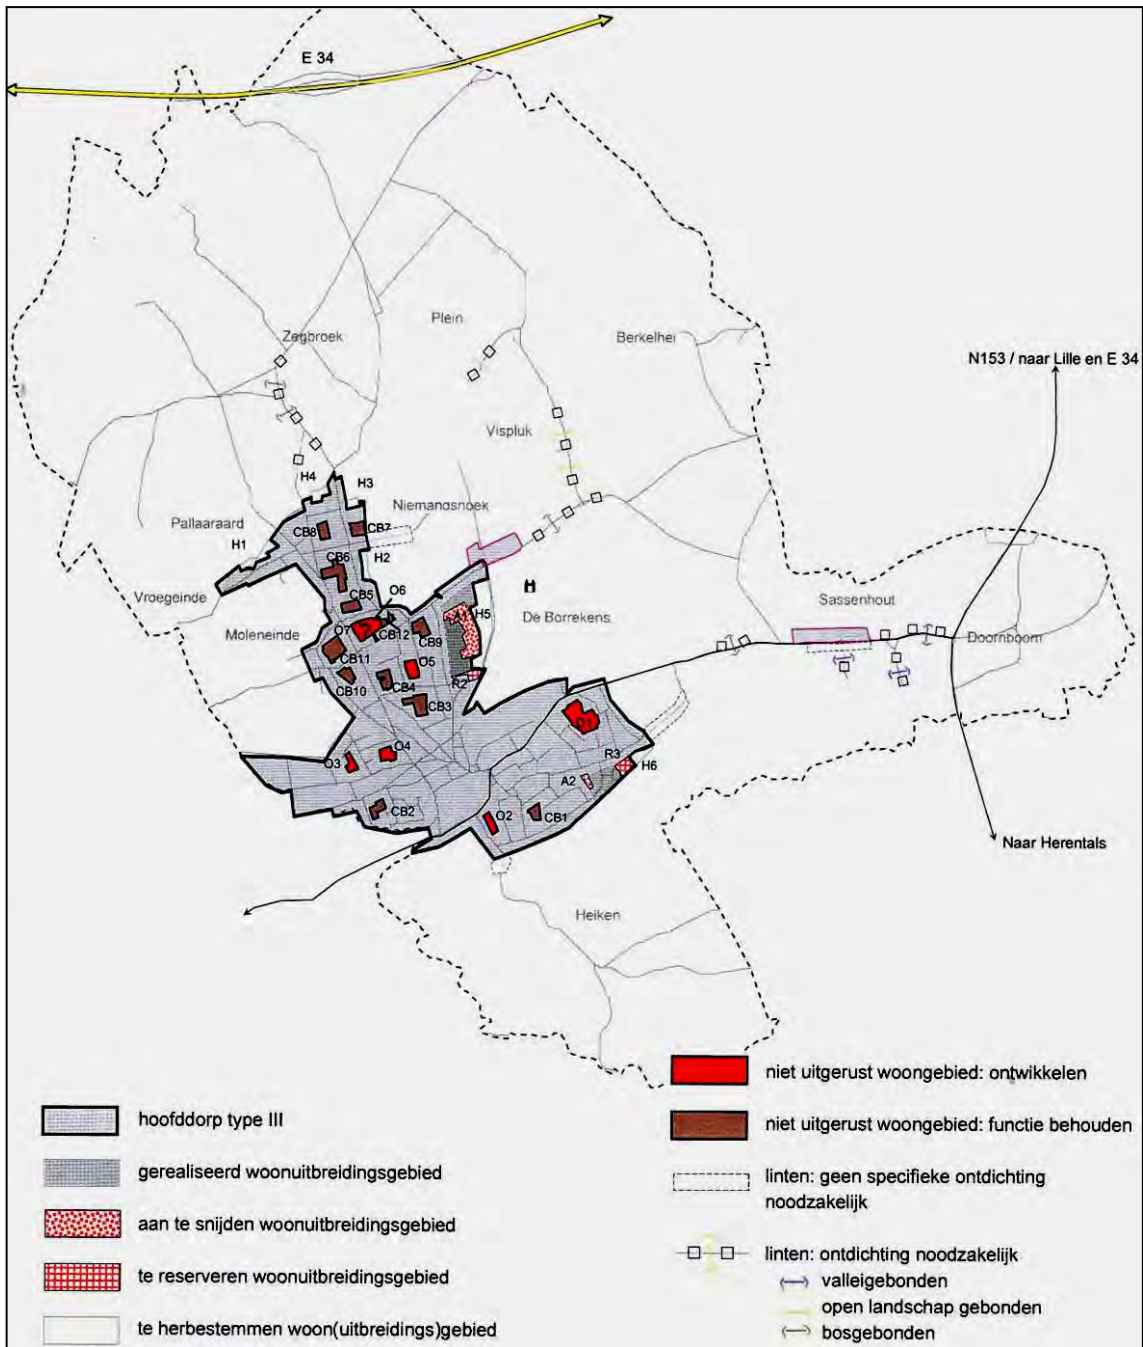 E 34
Zegbroek
Plein
Berkelhei
N153 / naar Lille en E 34
Vispluk
H4
H3
Niemandshoek
Pallaaraard
CB8
CB7
H1
H2
CB6
Vroegeinde
CB5
O6
De Borrekens
Sassenhout
Moleneinde
O7
CB12
CB9
A1
H5
Doornboom
CB11
O5
CB10
CB4
R2
CB3
O1
O3
O4
R3
H6
A2
CB2
O2
CB1
Naar Herentals
Heiken
hoofddorp type III
gerealiseerd woonuitbreidingsgebied
aan te snijden woonuitbreidingsgebied
te reserveren woonuitbreidingsgebied
te herbestemmen woon(uitbreidings)gebied
niet uitgerust woongebied: ontwikkelen
niet uitgerust woongebied: functie behouden
linten: geen specifieke ontdichting
noodzakelijk
linten: ontdichting noodzakelijk
valleigebonden
open landschap gebonden
bosgebonden